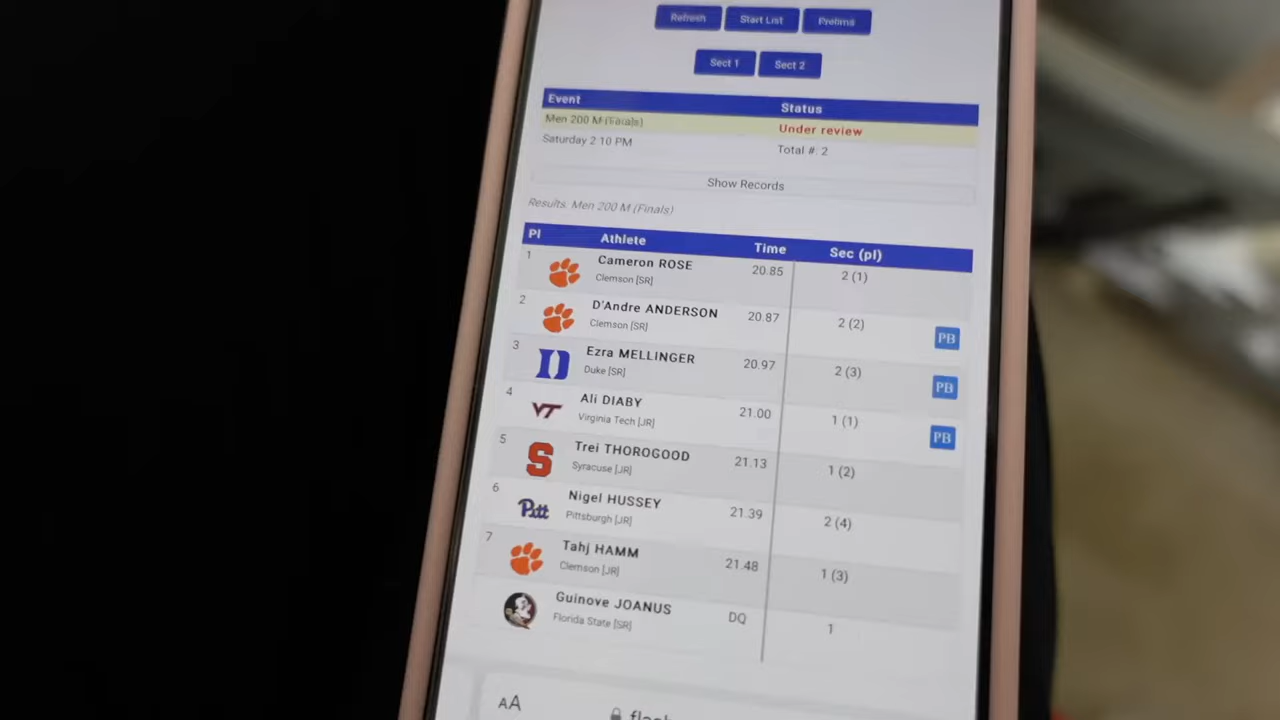 Refresh Start List Prelims
Sect 1 Sect 2
Event Status
Men 200 M (Finals) Under review
Saturday 2 10 PM Total #: 2
Show Records
Results. Men 200 M (Finals)
Pl Athlete Time Sec (pl)
1 Cameron ROSE 20.85 2 (1)
Clemson [SR]
2 D'Andre ANDERSON 20.87 2 (2) PB
Clemson [SR]
3 Ezra MELLINGER 20.97 2 (3) PB
Duke [SR]
4 Ali DIABY 21.00 1 (1) PB
VT
Virginia Tech [JR]
5 Trei THOROGOOD 21.13 1 (2)
S
Syracuse [JR]
6 Nigel HUSSEY 21.39 2 (4)
Pitt
Pittsburgh [JR]
7 Tahj HAMM 21.48 1 (3)
Clemson [JR]
Guinove JOANUS DQ 1
Florida State [SR]
AA